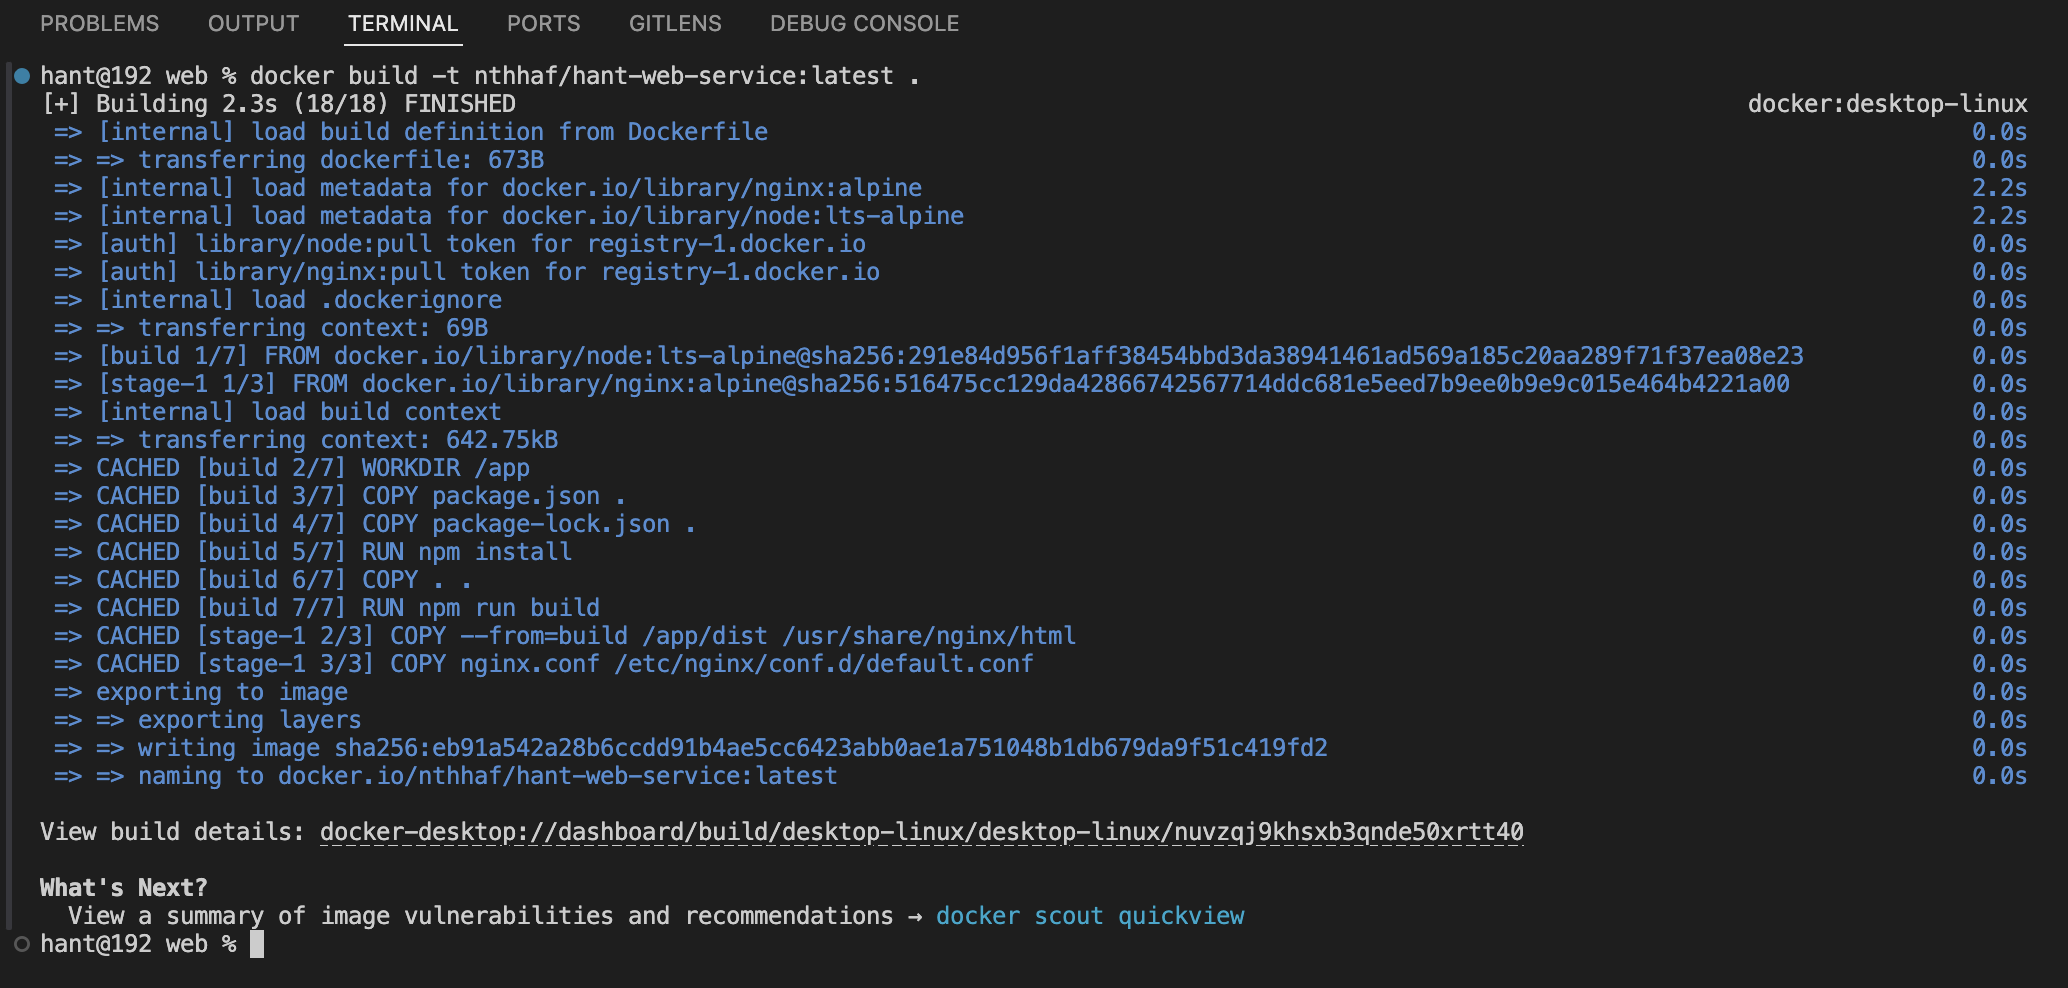 PROBLEMS OUTPUT TERMINAL PORTS GITLENS DEBUG CONSOLE
hant@192 web % docker build -t nthhaf/hant-web-service:latest .
[+] Building 2.3s (18/18) FINISHED docker:desktop-linux
=> [internal] load build definition from Dockerfile 0.0s
=> => transferring dockerfile: 673B 0.0s
=> [internal] load metadata for docker.io/library/nginx:alpine 2.2s
=> [internal] load metadata for docker.io/library/node:lts-alpine 2.2s
=> [auth] library/node:pull token for registry-1.docker.io 0.0s
=> [auth] library/nginx:pull token for registry-1.docker.io 0.0s
=> [internal] load .dockerignore 0.0s
=> => transferring context: 69B 0.0s
=> [build 1/7] FROM docker.io/library/node:lts-alpine@sha256:291e84d956f1aff38454bbd3da38941461ad569a185c20aa289f71f37ea08e23 0.0s
=> [stage-1 1/3] FROM docker.io/library/nginx:alpine@sha256:516475cc129da42866742567714ddc681e5eed7b9ee0b9e9c015e464b4221a00 0.0s
=> [internal] load build context 0.0s
=> => transferring context: 642.75kB 0.0s
=> CACHED [build 2/7] WORKDIR /app 0.0s
=> CACHED [build 3/7] COPY package.json . 0.0s
=> CACHED [build 4/7] COPY package-lock.json . 0.0s
=> CACHED [build 5/7] RUN npm install 0.0s
=> CACHED [build 6/7] COPY . . 0.0s
=> CACHED [build 7/7] RUN npm run build 0.0s
=> CACHED [stage-1 2/3] COPY --from=build /app/dist /usr/share/nginx/html 0.0s
=> CACHED [stage-1 3/3] COPY nginx.conf /etc/nginx/conf.d/default.conf 0.0s
=> exporting to image 0.0s
=> => exporting layers 0.0s
=> => writing image sha256:eb91a542a28b6ccdd91b4ae5cc6423abb0ae1a751048b1db679da9f51c419fd2 0.0s
=> => naming to docker.io/nthhaf/hant-web-service:latest 0.0s
View build details: docker-desktop://dashboard/build/desktop-linux/desktop-linux/nuvzqj9khsxb3qnde50xrtt40
What's Next?
View a summary of image vulnerabilities and recommendations → docker scout quickview
hant@192 web %